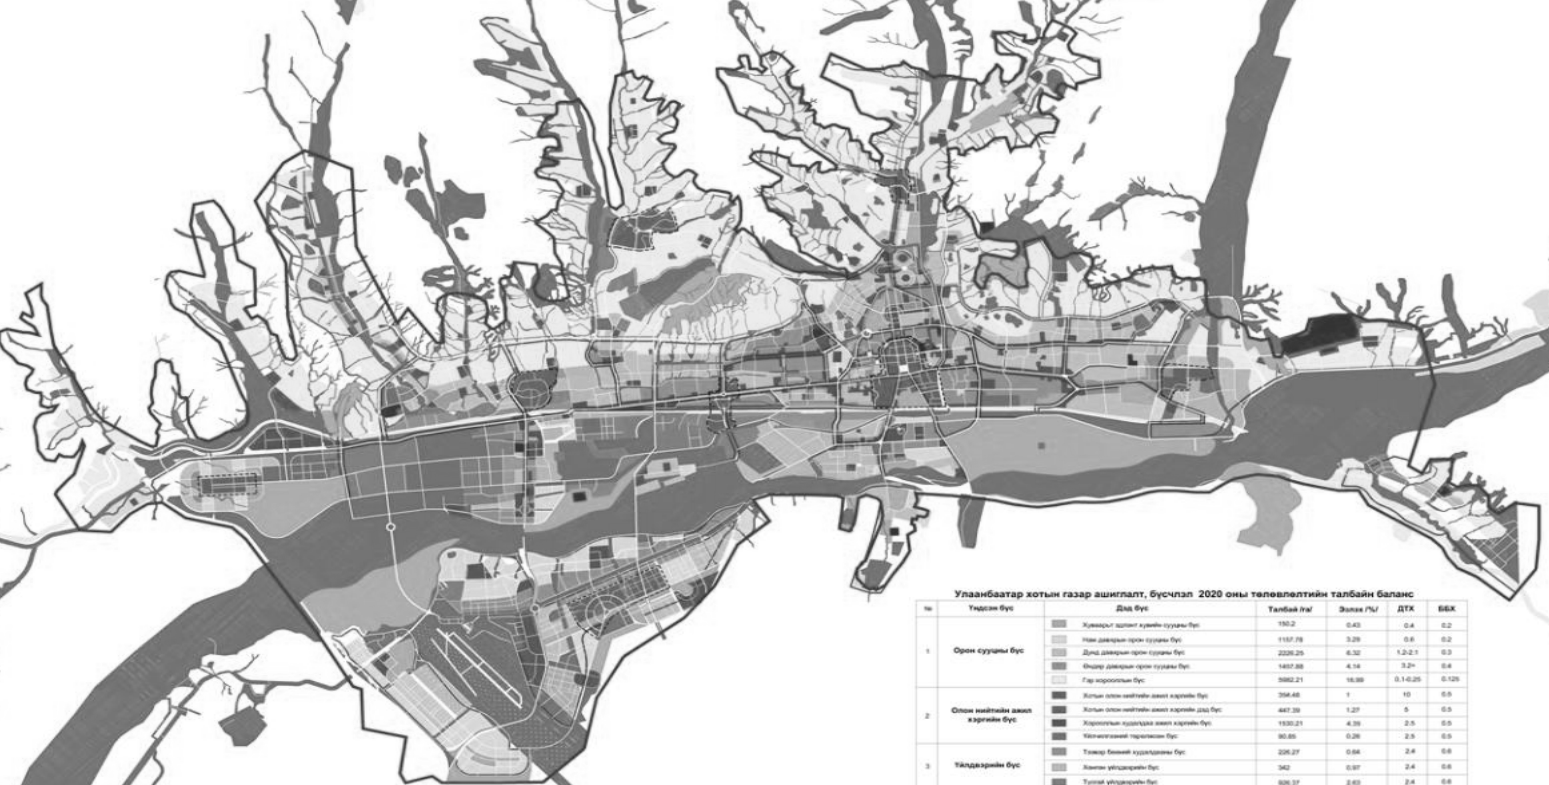 Улаанбаатар хотын газар ашиглалт, бүсчлэл 2020 оны төлөвлөлтийн талбайн баланс
№ Үндсэн бүс Дэд бүс Талбай /га/ Эзлэх /%/ ДТХ ББХ
1 Орон сууцны бүс
Хуваарьт эдлэнт хувийн сууцны бүс 150.2 0.43 0.4 0.2
Нам давхрын орон сууцны бүс 1157.78 3.28 0.6 0.2
Дунд давхрын орон сууцны бүс 2226.25 6.32 1.2-2.1 0.3
Өндөр давхрын орон сууцны бүс 1457.88 4.14 3.2< 0.4
Гэр хорооллын бүс 5982.21 16.99 0.1-0.25 0.125
2 Олон нийтийн ажил хэргийн бүс
Хотын олон нийтийн ажил хэргийн бүс 354.46 1 10 0.5
Хотын олон нийтийн ажил хэргийн дэд бүс 447.39 1.27 5 0.5
Хорооллын худалдаа ажил хэргийн бүс 1530.21 4.35 2.5 0.5
Үйлчилгээний төрөлжсөн бүс 90.85 0.26 2.5 0.5
3 Үйлдвэрийн бүс
Тээвэр бөөний худалдааны бүс 226.27 0.64 2.4 0.6
Хөнгөн үйлдвэрийн бүс 342 0.97 2.4 0.6
Тусгай үйлдвэрийн бүс 926.37 2.63 2.4 0.6